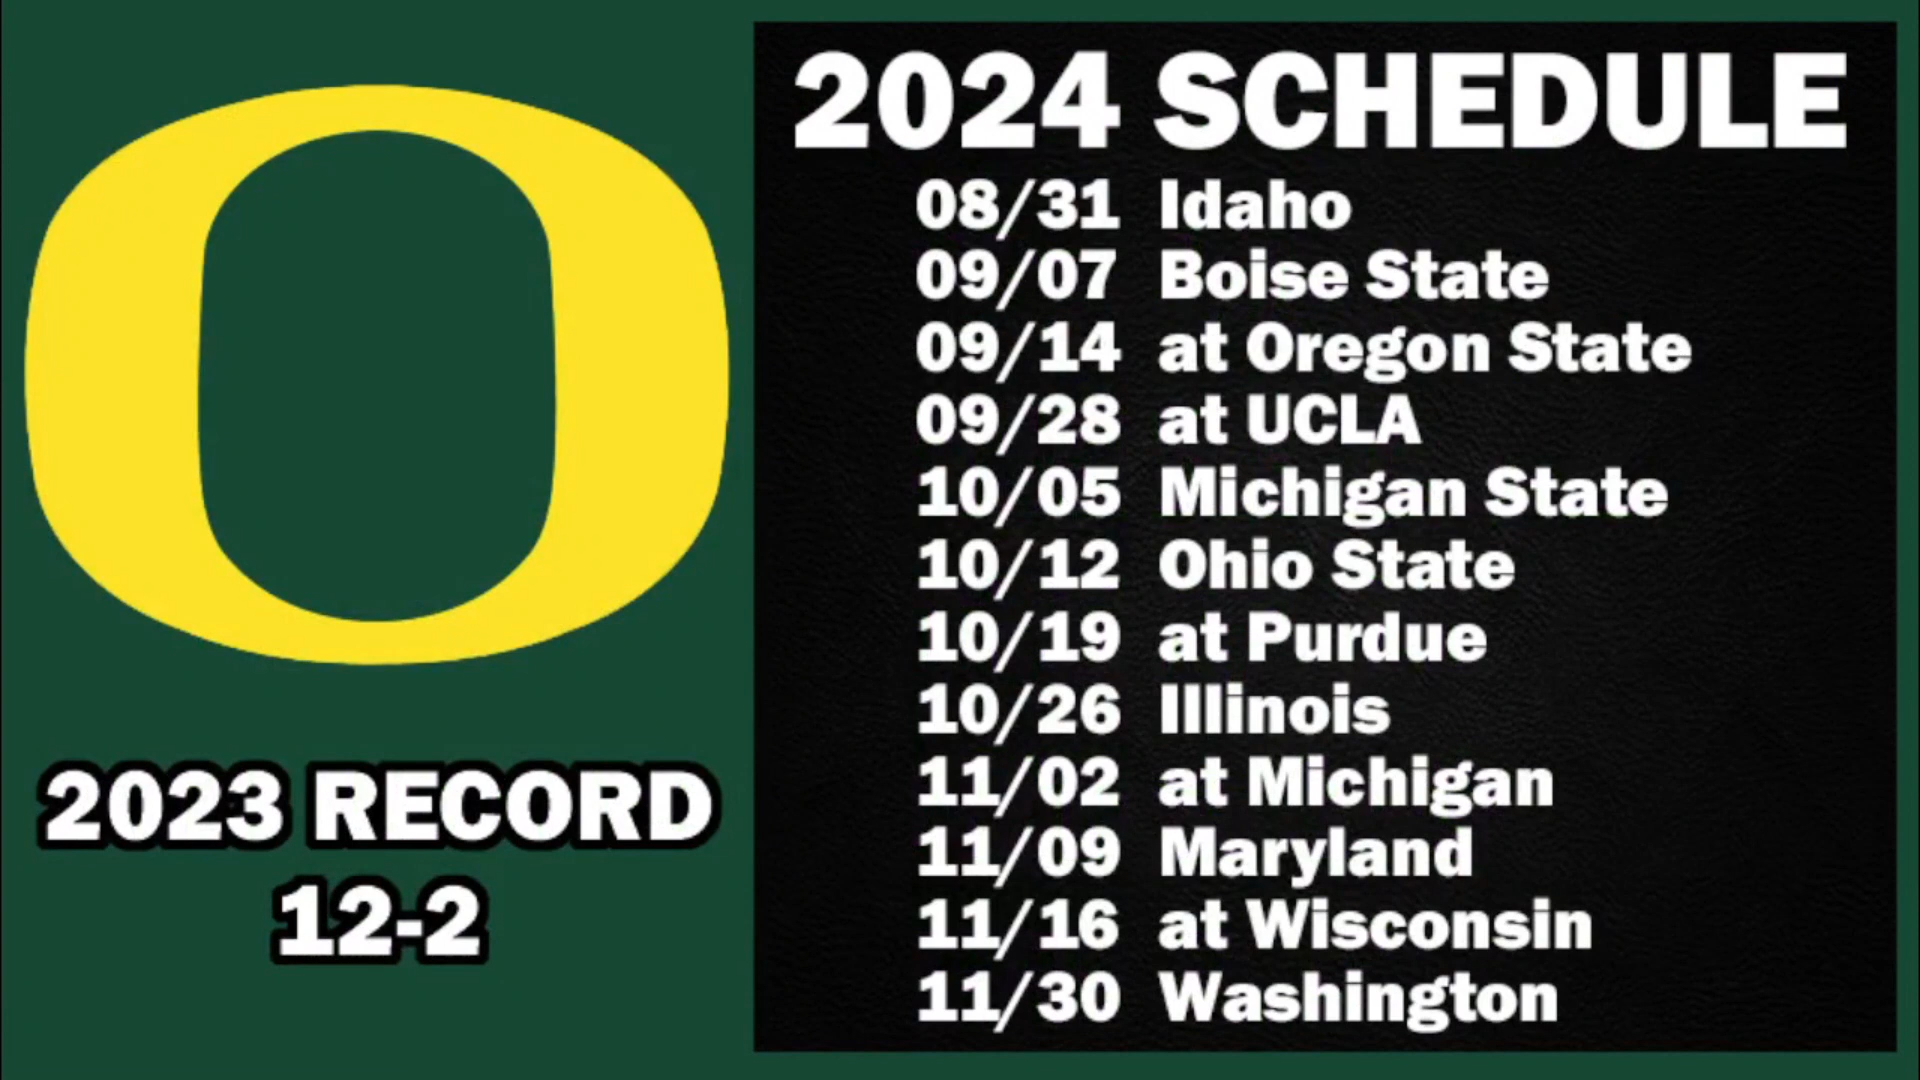 O
2023 RECORD
12-2
2024 SCHEDULE
08/31 Idaho
09/07 Boise State
09/14 at Oregon State
09/28 at UCLA
10/05 Michigan State
10/12 Ohio State
10/19 at Purdue
10/26 Illinois
11/02 at Michigan
11/09 Maryland
11/16 at Wisconsin
11/30 Washington